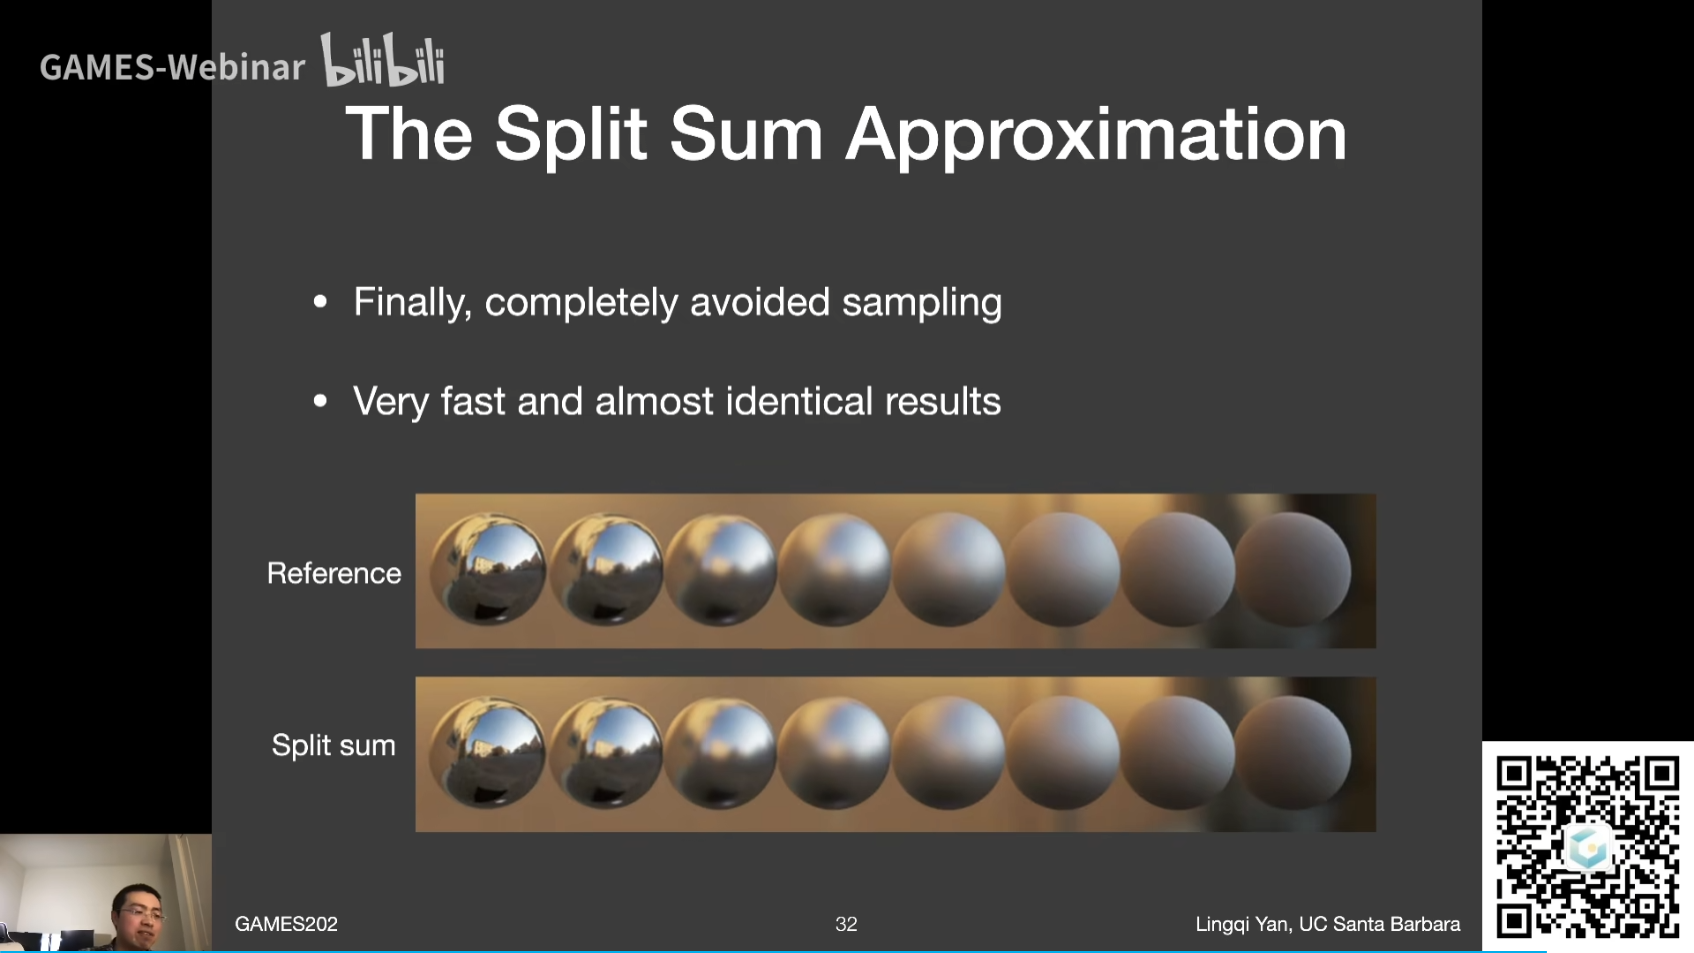 GAMES-Webinar bilibili
The Split Sum Approximation
• Finally, completely avoided sampling
• Very fast and almost identical results
Reference
Split sum
GAMES202
32
Lingqi Yan, UC Santa Barbara